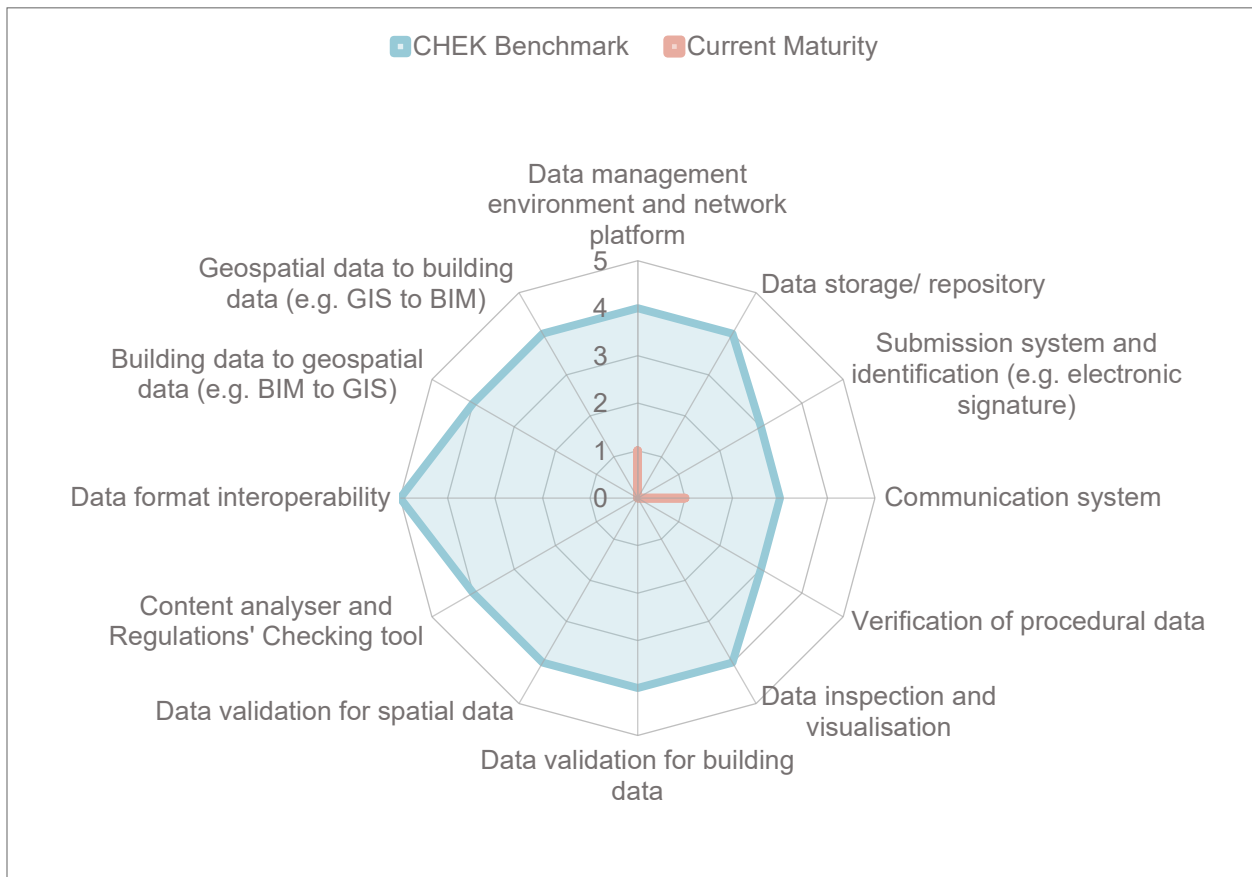 CHEK Benchmark
Current Maturity
Data management
environment and network
platform
Data storage/ repository
Submission system and
identification (e.g. electronic
signature)
Communication system
Verification of procedural data
Data inspection and
visualisation
Data validation for building
data
Data validation for spatial data
Content analyser and
Regulations' Checking tool
Data format interoperability
Building data to geospatial
data (e.g. BIM to GIS)
Geospatial data to building
data (e.g. GIS to BIM)
5
4
3
2
1
0